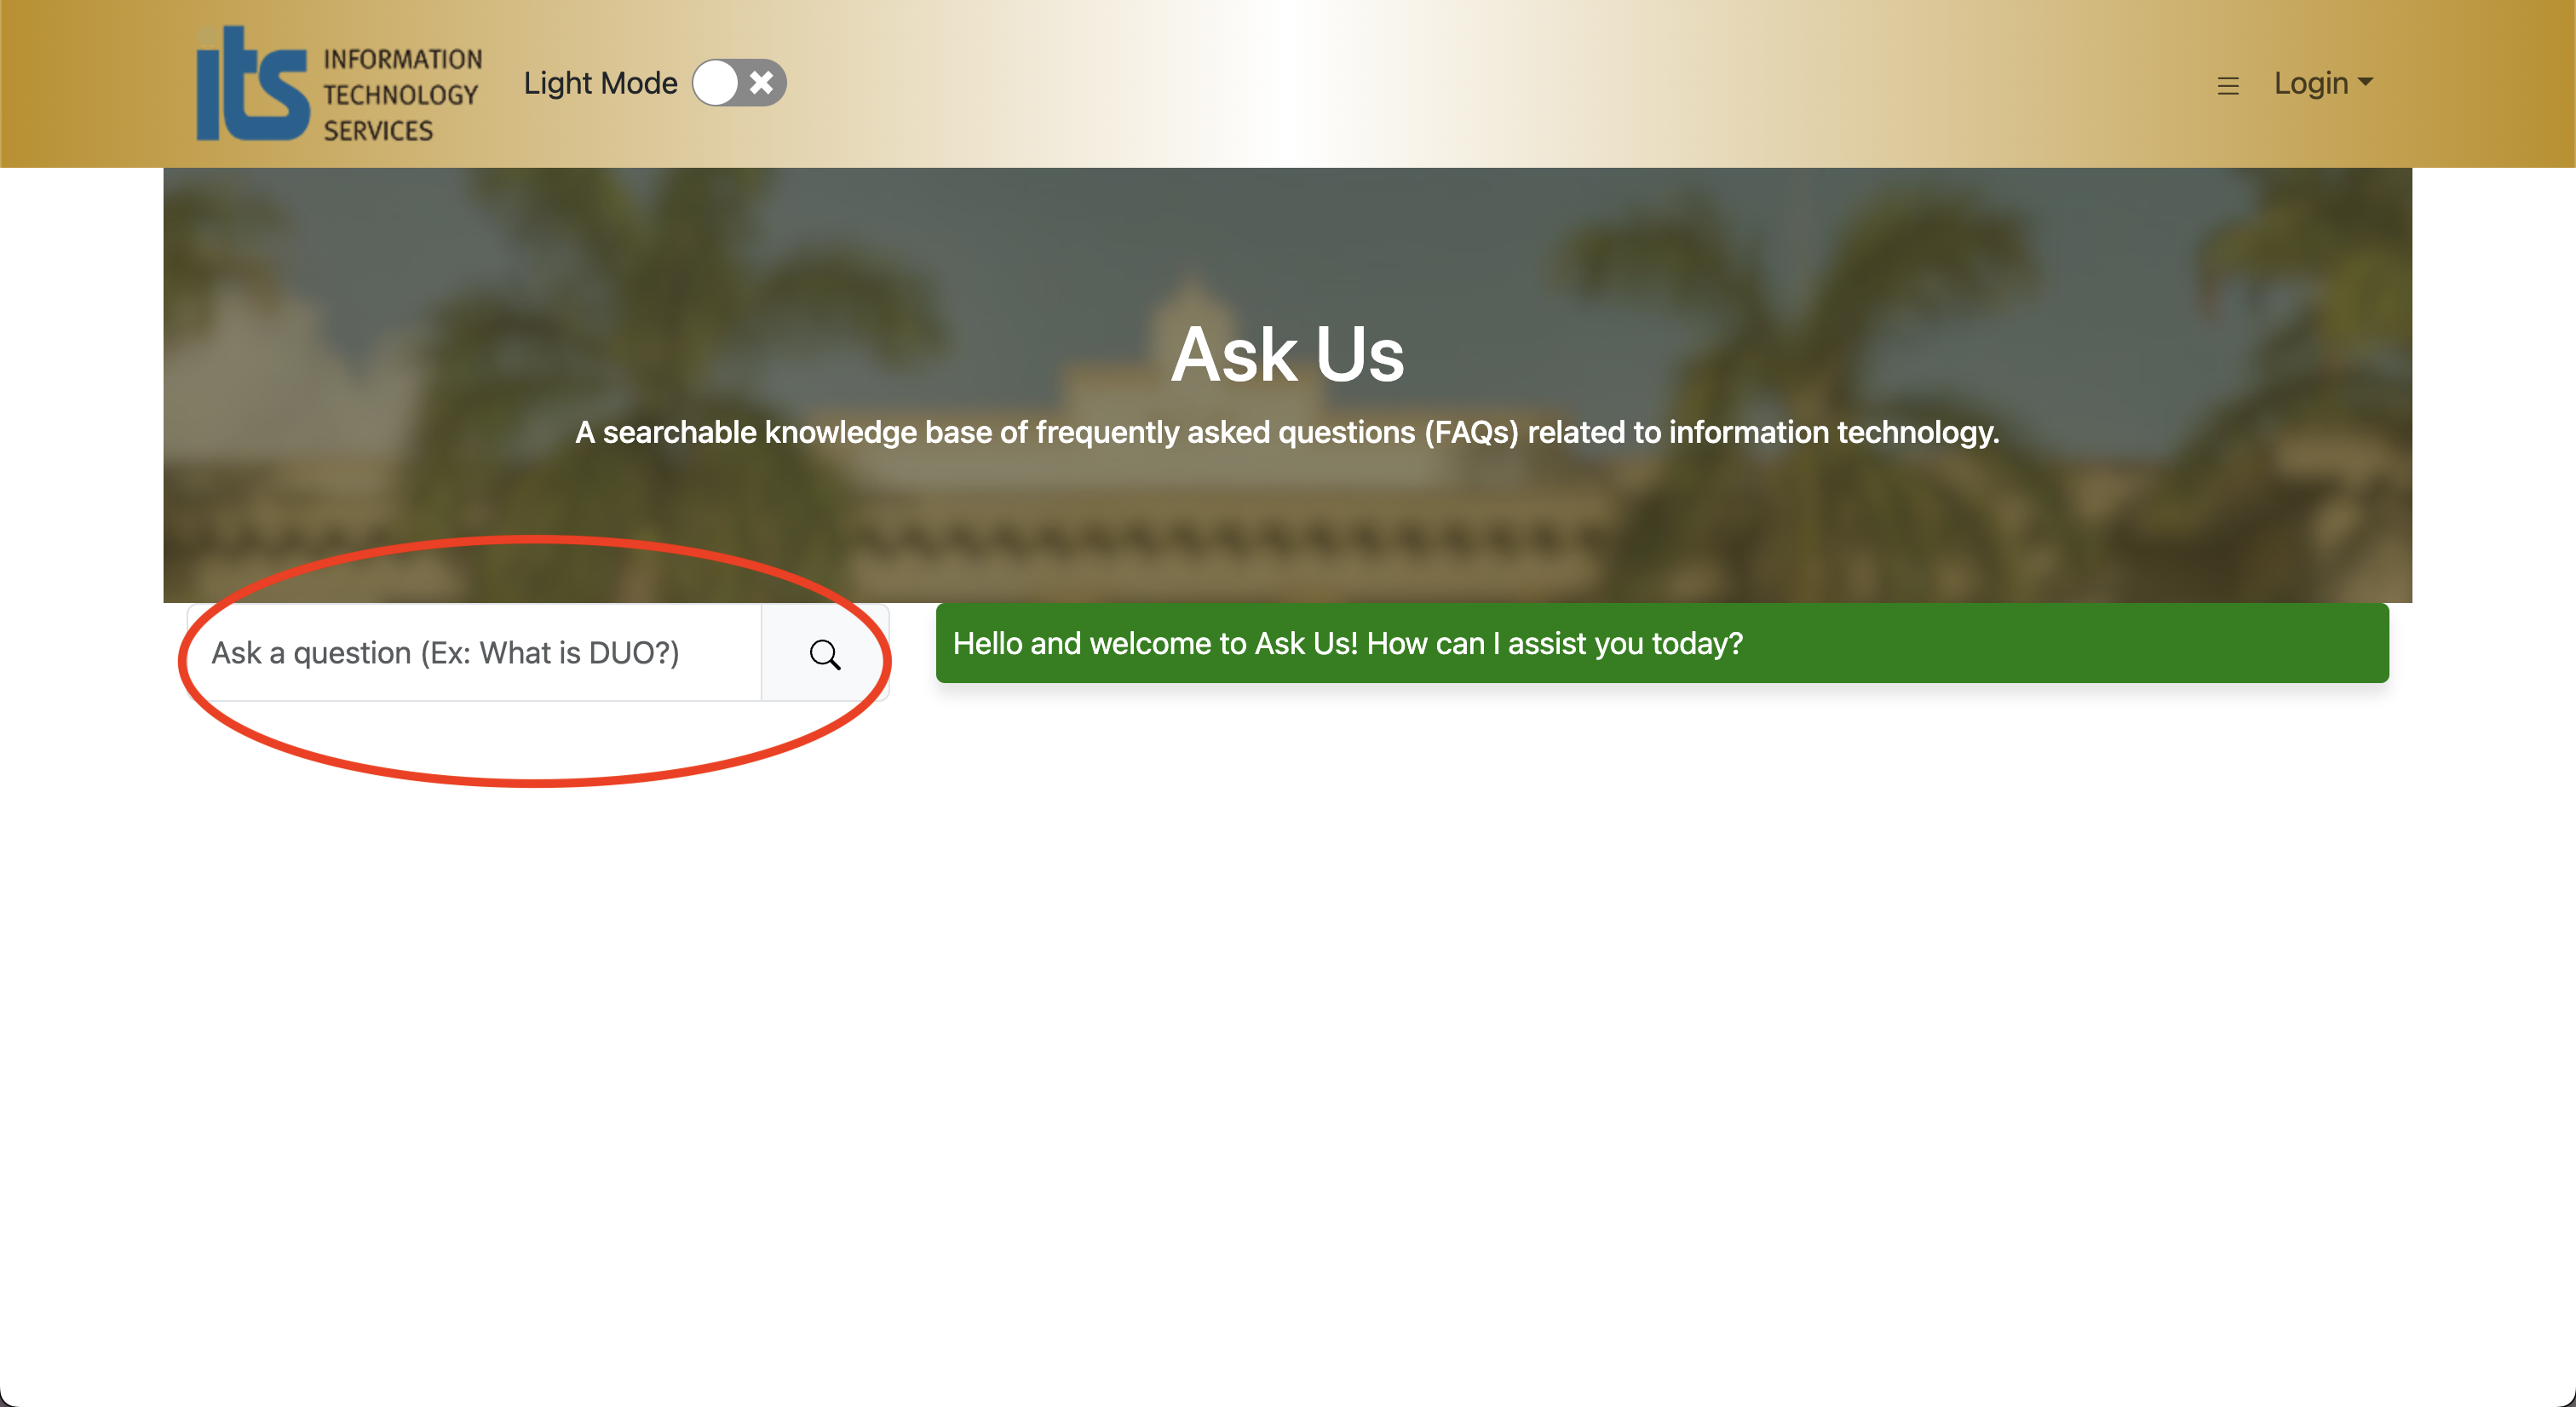 its INFORMATION
TECHNOLOGY
SERVICES
Light Mode
Login
Ask Us
A searchable knowledge base of frequently asked questions (FAQs) related to information technology.
Ask a question (Ex: What is DUO?)
Hello and welcome to Ask Us! How can I assist you today?